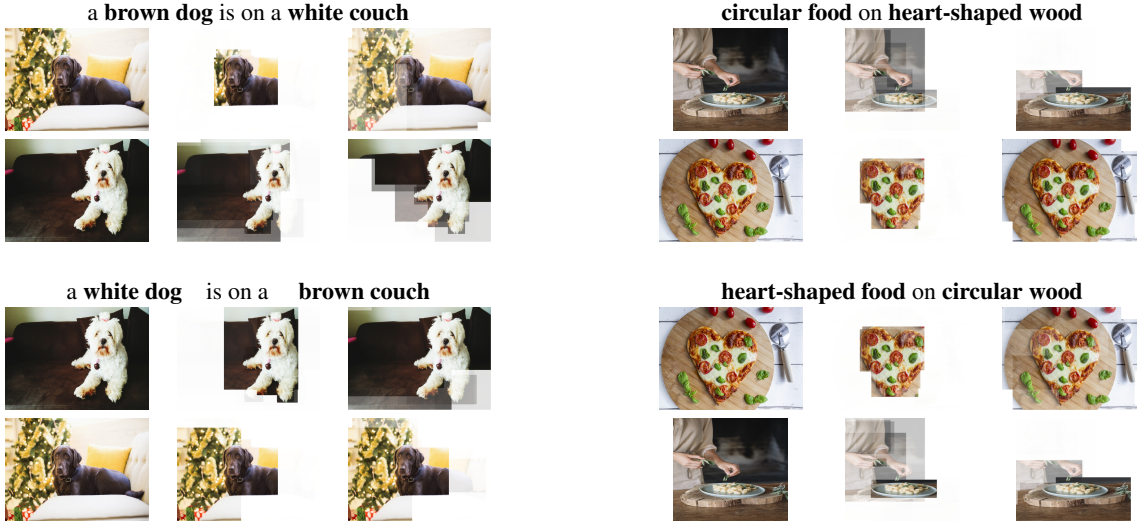 a brown dog is on a white couch
circular food on heart-shaped wood
a white dog is on a brown couch
heart-shaped food on circular wood